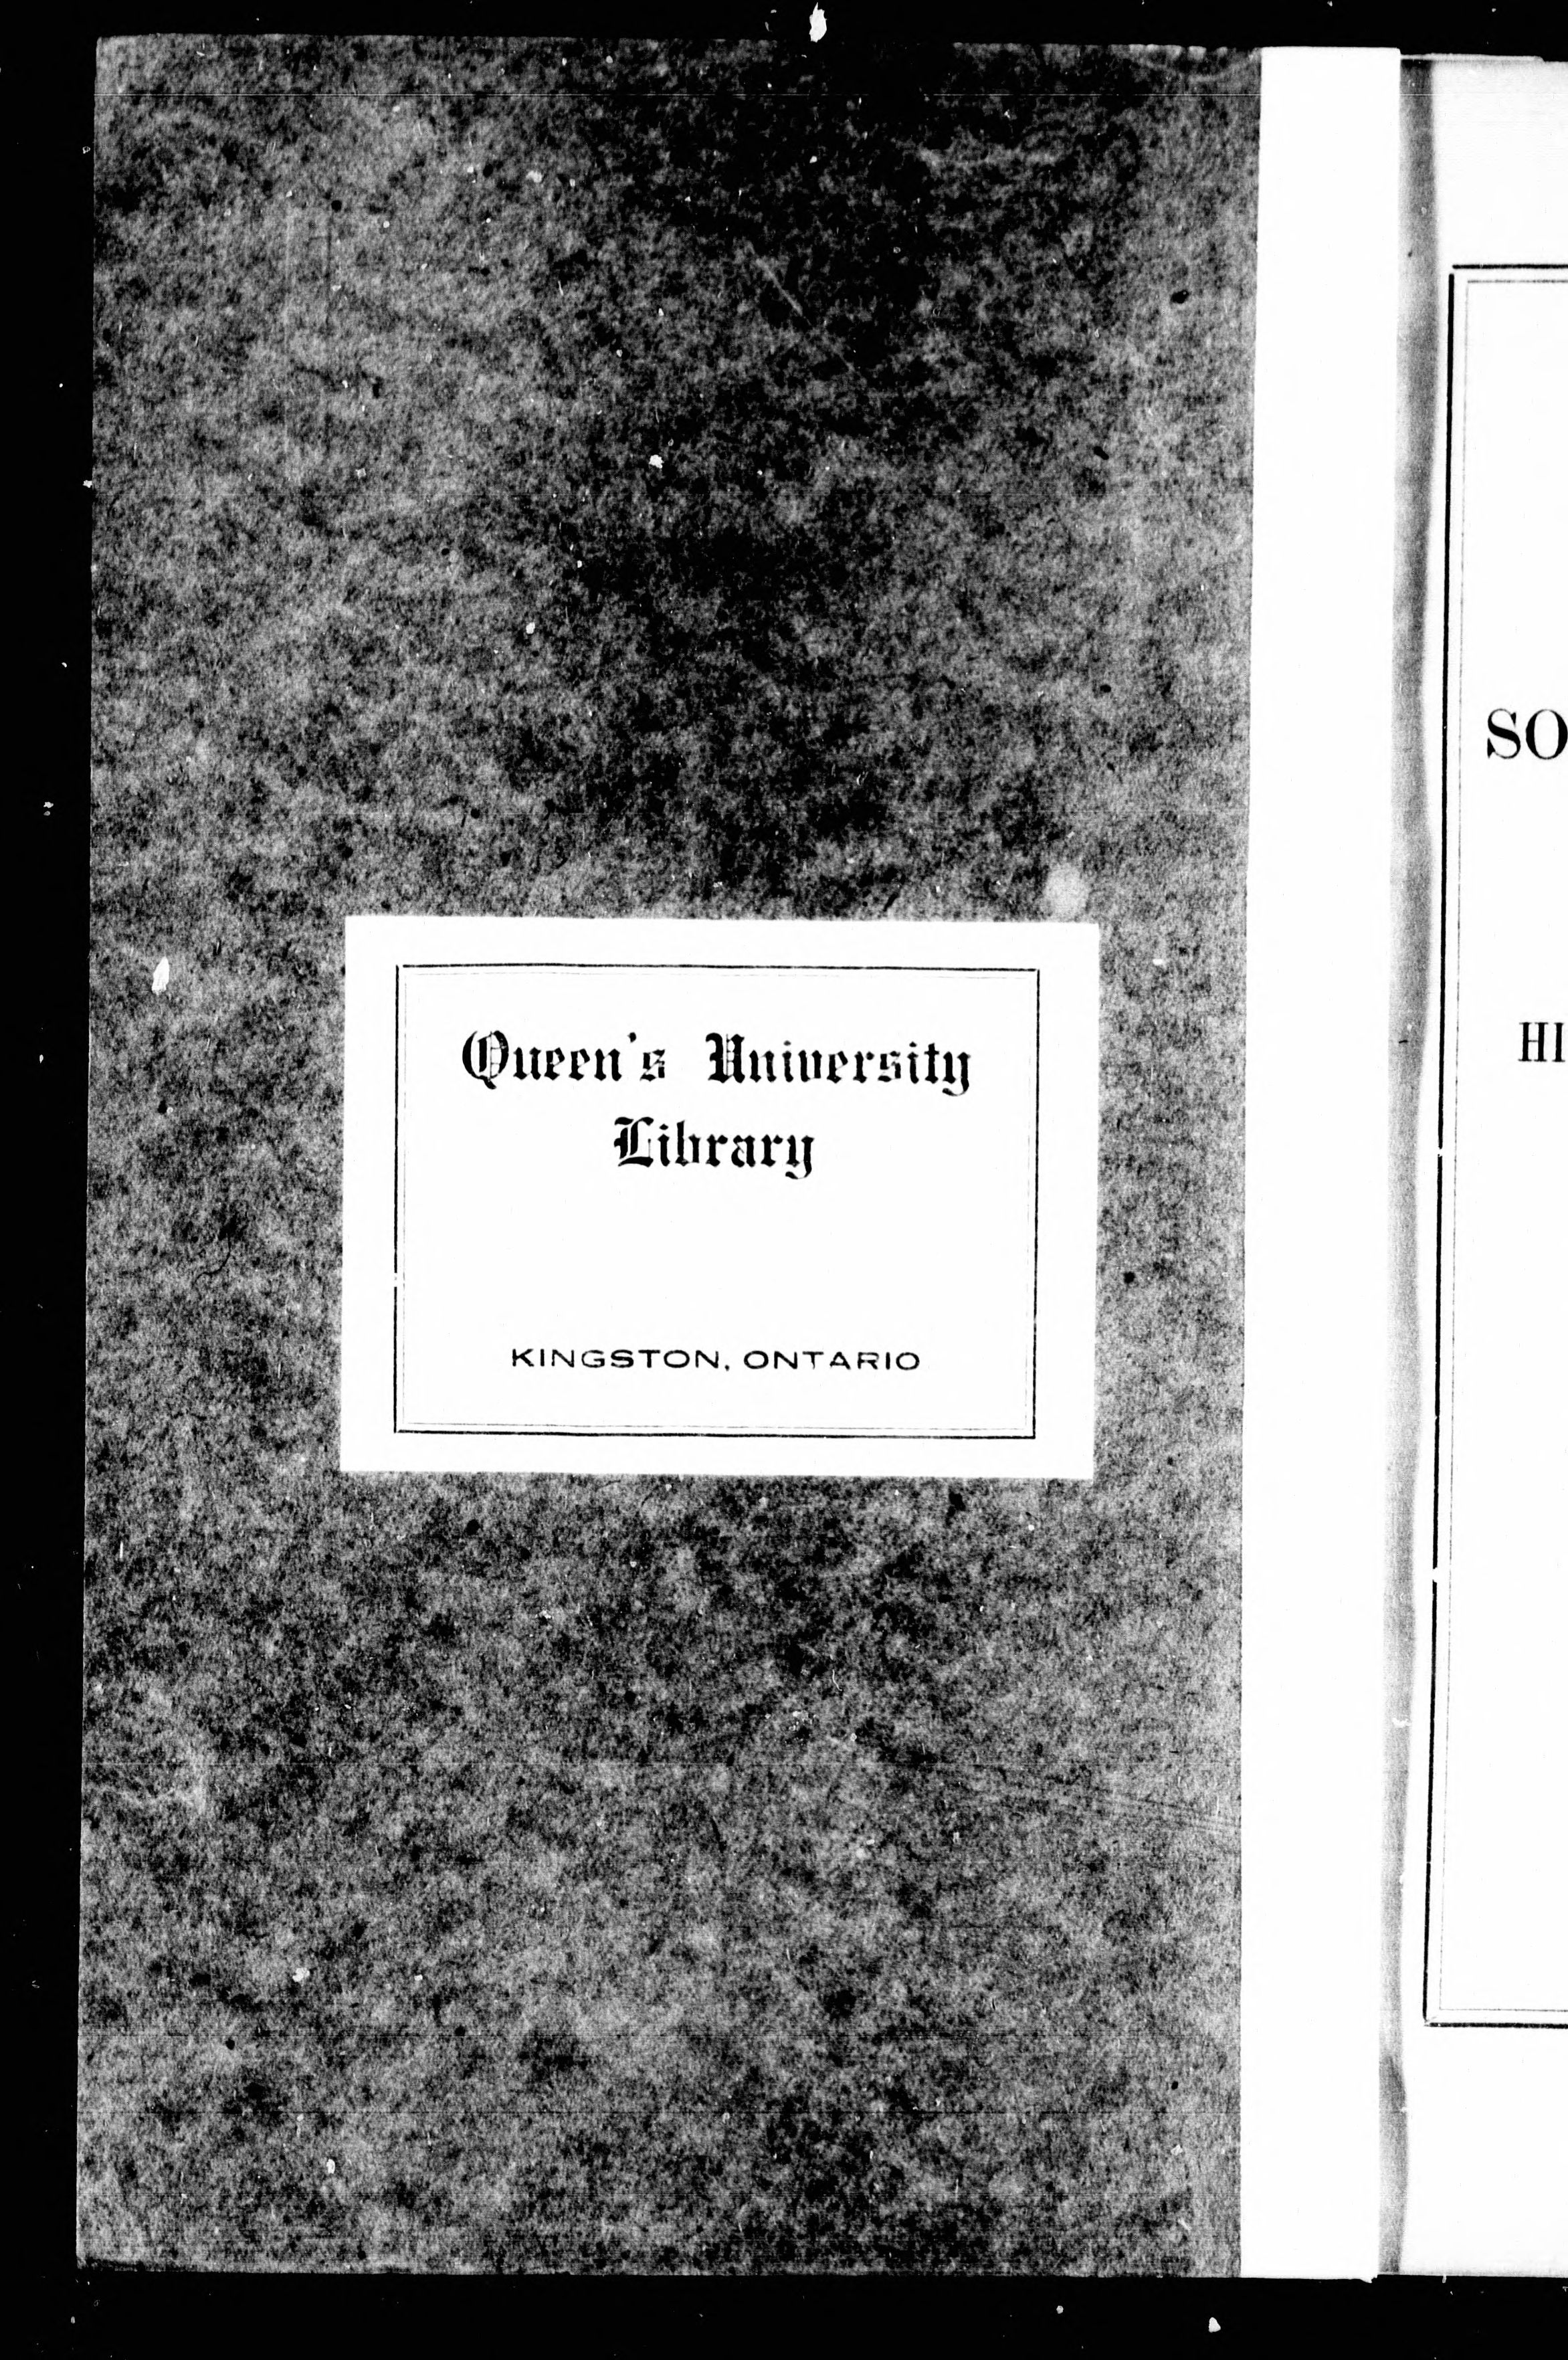 Queen's University
Library
KINGSTON, ONTARIO
SO
HI